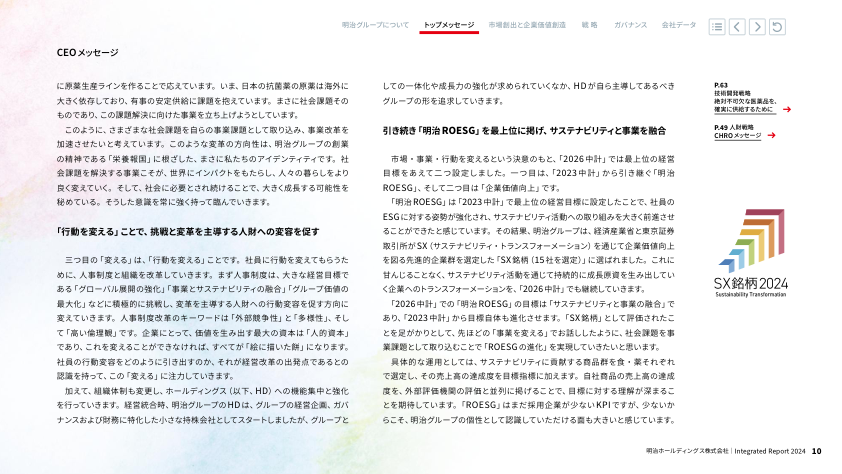 明治グループについて
トップメッセージ
市場創出と企業価値創造
戦 略
ガバナンス
会社データ
CEOメッセージ
に原薬生産ラインを作ることで応えています。いま、日本の抗菌薬の原薬は海外に
大きく依存しており、有事の安定供給に課題を抱えています。まさに社会課題その
ものであり、この課題解決に向けた事業を立ち上げようとしています。
このように、さまざまな社会課題を自らの事業課題として取り込み、事業改革を
加速させたいと考えています。このような変革の方向性は、明治グループの創業
の精神である「栄養報国」に根ざした、まさに私たちのアイデンティティです。社
会課題を解決する事業こそが、世界にインパクトをもたらし、人々の暮らしをより
良く変えていく。そして、社会に必要とされ続けることで、大きく成長する可能性を
秘めている。そうした意識を常に強く持って臨んでいきます。
「行動を変える」ことで、挑戦と変革を主導する人財への変容を促す
三つ目の「変える」は、「行動を変える」ことです。社員に行動を変えてもらうた
めに、人事制度と組織を改革していきます。まず人事制度は、大きな経営目標で
ある「グローバル展開の強化」「事業とサステナビリティの融合」「グループ価値の
最大化」などに積極的に挑戦し、変革を主導する人財への行動変容を促す方向に
変えていきます。人事制度改革のキーワードは「外部競争性」と「多様性」、そし
て「高い倫理観」です。企業にとって、価値を生み出す最大の資本は「人的資本」
であり、これを変えることができなければ、すべてが「絵に描いた餅」になります。
社員の行動変容をどのように引き出すのか、それが経営改革の出発点であるとの
認識を持って、この「変える」に注力していきます。
加えて、組織体制も変更し、ホールディングス（以下、HD）への機能集中と強化
を行っていきます。経営統合時、明治グループのHDは、グループの経営企画、ガバ
ナンスおよび財務に特化した小さな持株会社としてスタートしましたが、グループと
しての一体化や成長力の強化が求められていくなか、HDが自ら主導してあるべき
グループの形を追求していきます。
引き続き「明治ROESG」を最上位に掲げ、サステナビリティと事業を融合
市場・事業・行動を変えるという決意のもと、「2026中計」では最上位の経営
目標をあえて二つ設定しました。一つ目は、「2023中計」から引き継ぐ「明治
ROESG」、そして二つ目は「企業価値向上」です。
「明治ROESG」は「2023中計」で最上位の経営目標に設定したことで、社員の
ESGに対する姿勢が強化され、サステナビリティ活動への取り組みを大きく前進させ
ることができたと感じています。その結果、明治グループは、経済産業省と東京証券
取引所がSX（サステナビリティ・トランスフォーメーション）を通じて企業価値向上
を図る先進的企業群を選定した「SX銘柄（15社を選定）」に選ばれました。これに
甘んじることなく、サステナビリティ活動を通じて持続的に成長原資を生み出してい
く企業へのトランスフォーメーションを、「2026中計」でも継続していきます。
「2026中計」での「明治ROESG」の目標は「サステナビリティと事業の融合」で
あり、「2023中計」から目標自体も進化させます。「SX銘柄」として評価されたこ
とを足がかりとして、先ほどの「事業を変える」でお話ししたように、社会課題を事
業課題として取り込むことで「ROESGの進化」を実現していきたいと思います。
具体的な運用としては、サステナビリティに貢献する商品群を食・薬それぞれ
で選定し、その売上高の達成度を目標指標に加えます。自社商品の売上高の達成
度を、外部評価機関の評価と並列に掲げることで、目標に対する理解が深まるこ
とを期待しています。「ROESG」はまだ採用企業が少ないKPIですが、少ないか
らこそ、明治グループの個性として認識していただける面も大きいと感じています。
P.63
技術開発戦略
絶対不可欠な医薬品を、
確実に供給するために
P.49 人財戦略
CHROメッセージ
SX銘柄2024
Sustainability Transformation
明治ホールディングス株式会社｜Integrated Report 2024 10